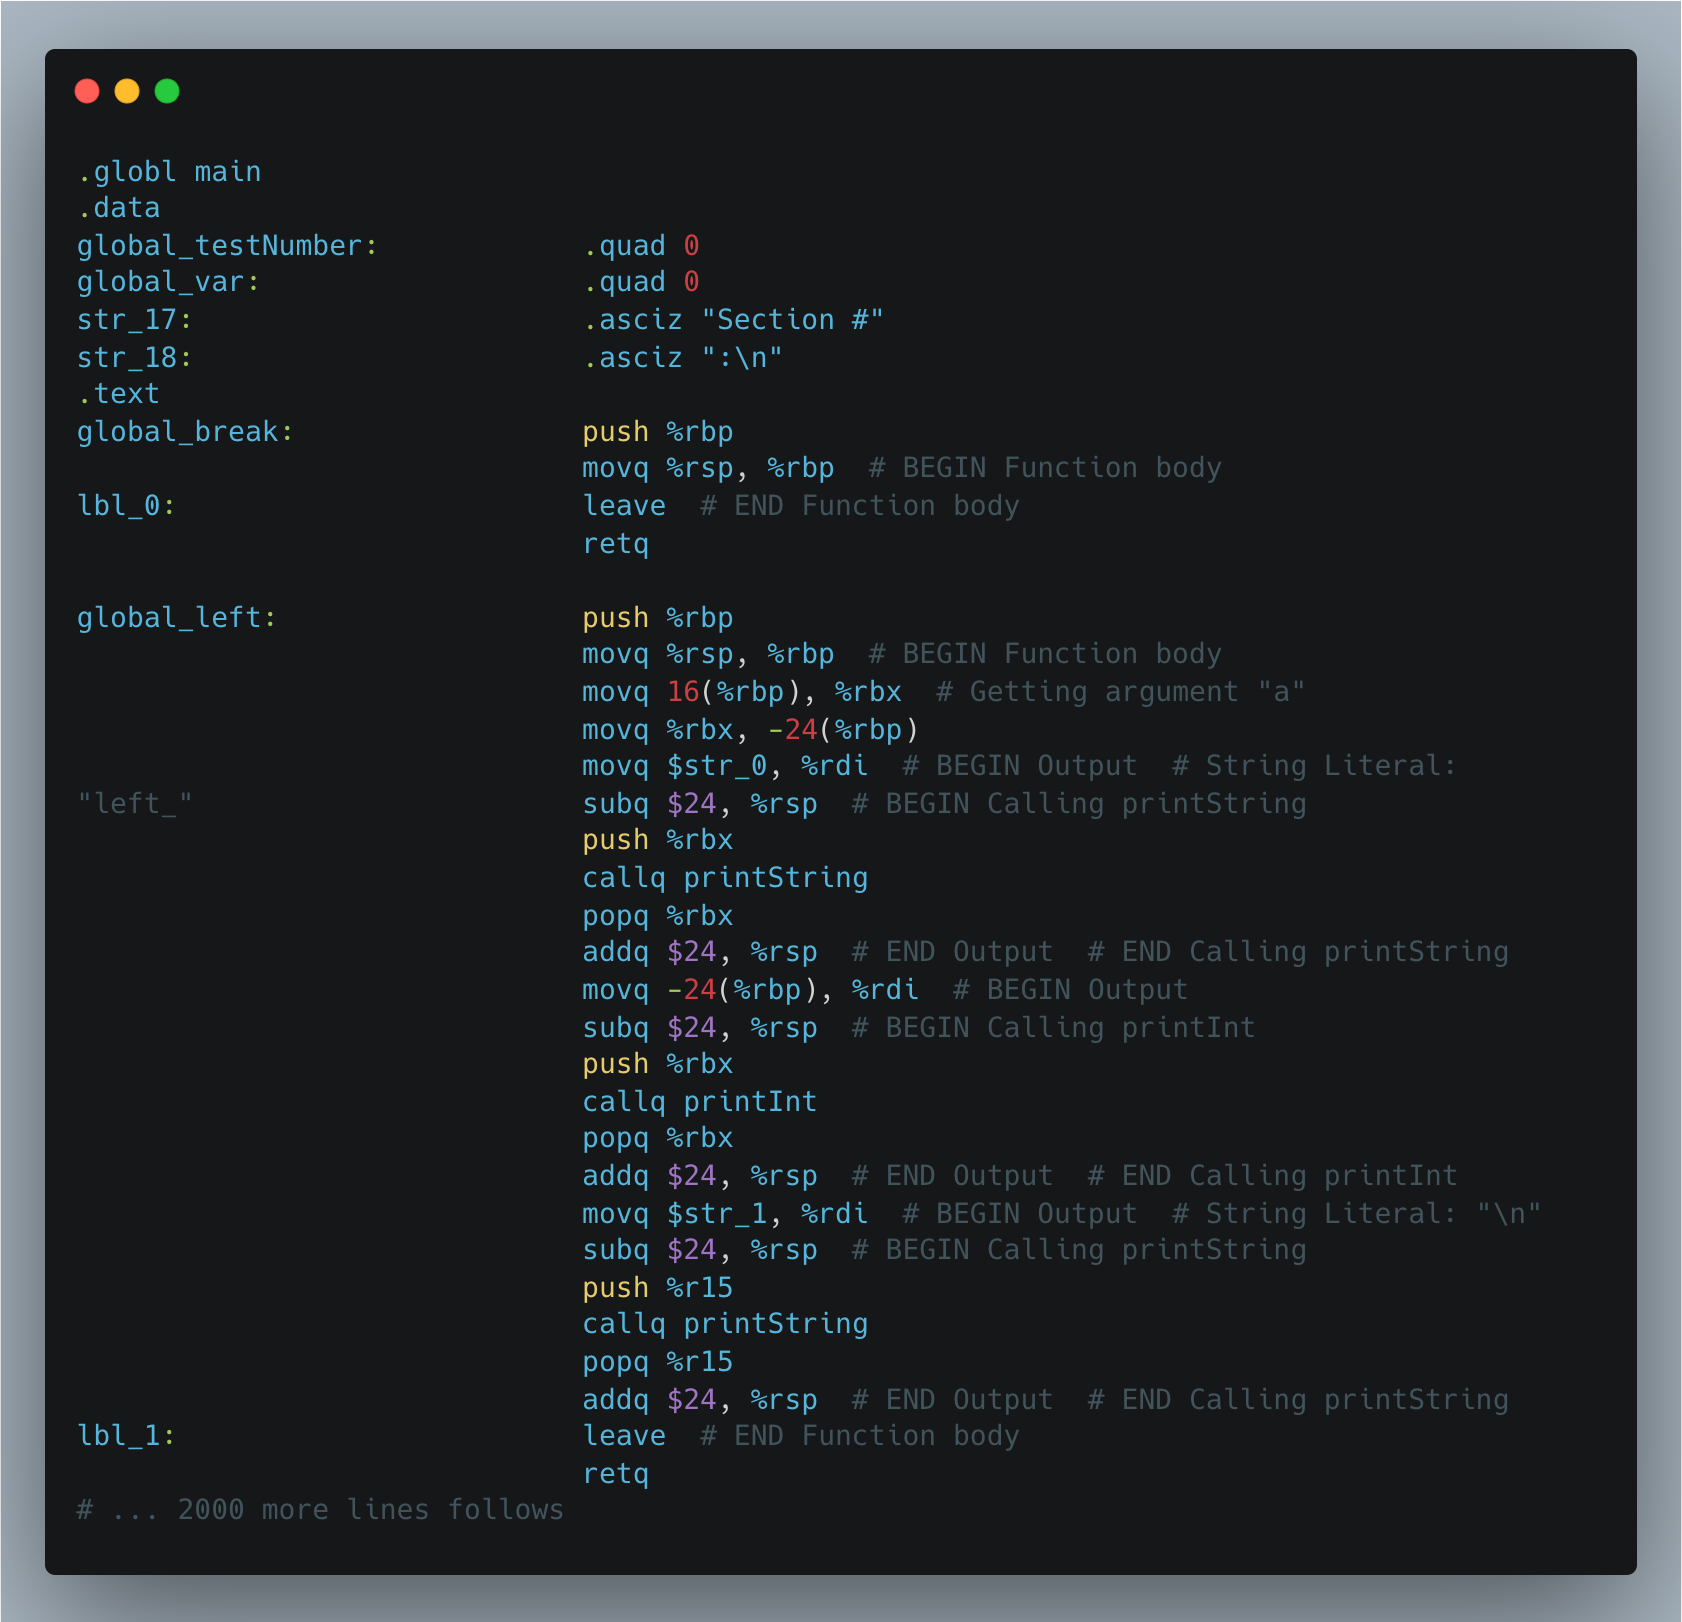 .globl main
.data
global_testNumber:            .quad 0
global_var:                   .quad 0
str_17:                       .asciz "Section #"
str_18:                       .asciz ":\n"
.text
global_break:                 push %rbp
                              movq %rsp, %rbp  # BEGIN Function body
lbl_0:                        leave  # END Function body
                              retq

global_left:                  push %rbp
                              movq %rsp, %rbp  # BEGIN Function body
                              movq 16(%rbp), %rbx  # Getting argument "a"
                              movq %rbx, -24(%rbp)
                              movq $str_0, %rdi  # BEGIN Output  # String Literal:
"left_"                       subq $24, %rsp  # BEGIN Calling printString
                              push %rbx
                              callq printString
                              popq %rbx
                              addq $24, %rsp  # END Output  # END Calling printString
                              movq -24(%rbp), %rdi  # BEGIN Output
                              subq $24, %rsp  # BEGIN Calling printInt
                              push %rbx
                              callq printInt
                              popq %rbx
                              addq $24, %rsp  # END Output  # END Calling printInt
                              movq $str_1, %rdi  # BEGIN Output  # String Literal: "\n"
                              subq $24, %rsp  # BEGIN Calling printString
                              push %r15
                              callq printString
                              popq %r15
                              addq $24, %rsp  # END Output  # END Calling printString
lbl_1:                        leave  # END Function body
                              retq
# ... 2000 more lines follows